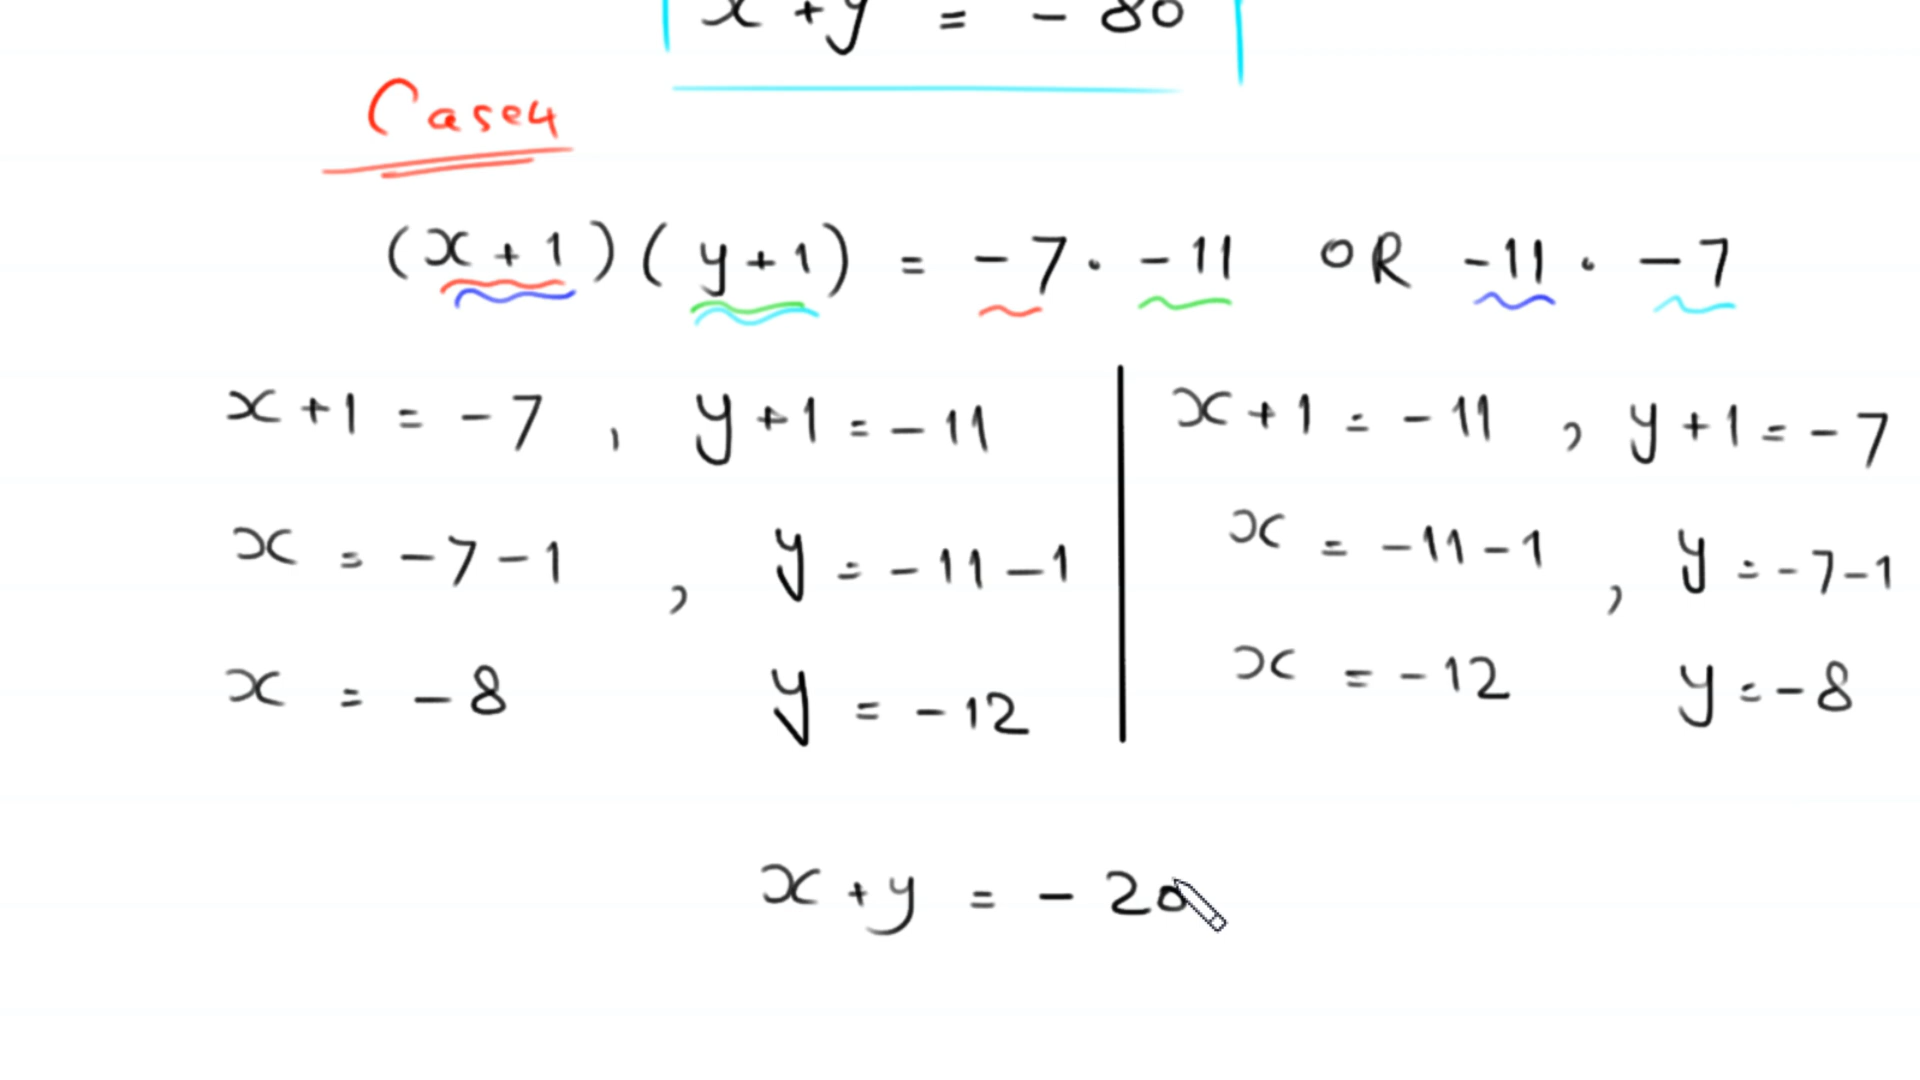 x + y = - 80
Case4
(x + 1) (y + 1) = - 7 . - 11 OR - 11 . - 7
x + 1 = - 7 , y + 1 = - 11 x + 1 = - 11 , y + 1 = - 7
x = - 7 - 1 , y = - 11 - 1 x = - 11 - 1 , y = - 7 - 1
x = - 8 y = - 12 x = - 12 y = - 8
x + y = - 20